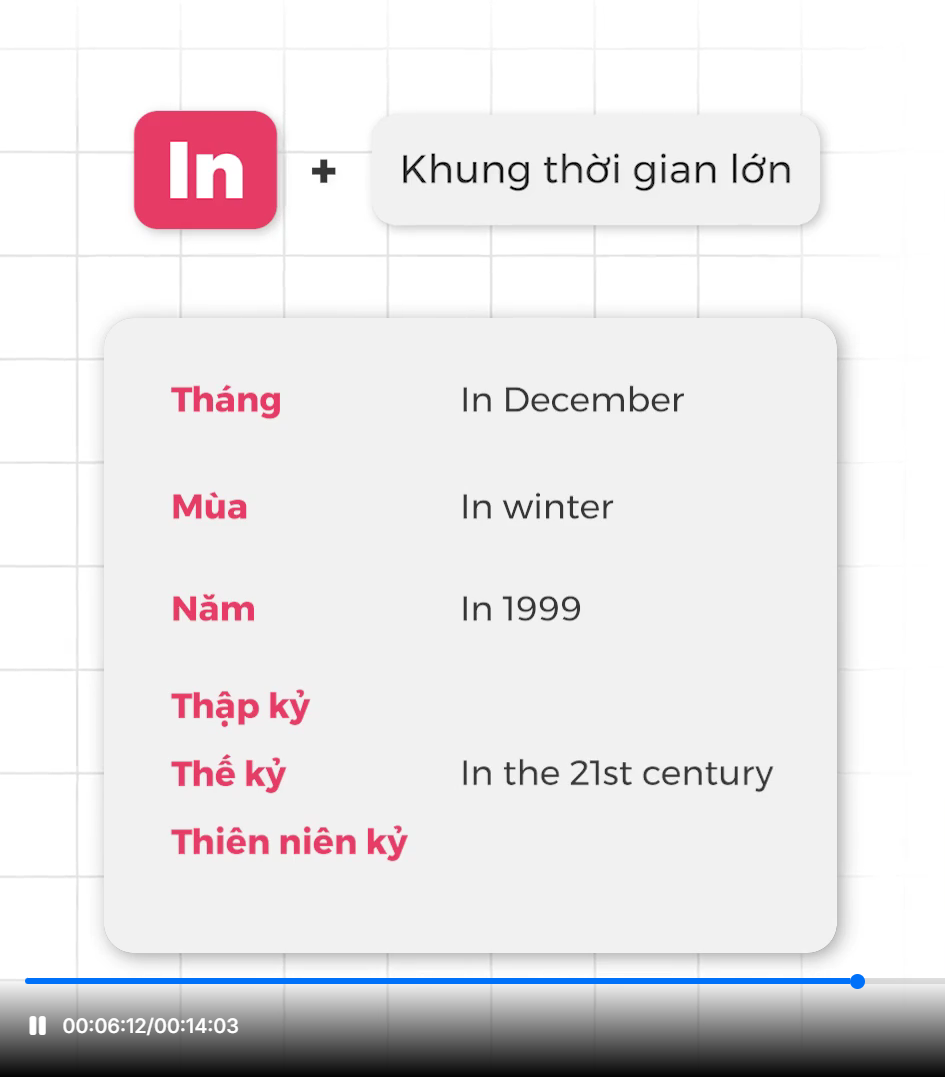 In + Khung thời gian lớn
Tháng In December
Mùa In winter
Năm In 1999
Thập kỷ
Thế kỷ In the 21st century
Thiên niên kỷ
00:06:12/00:14:03